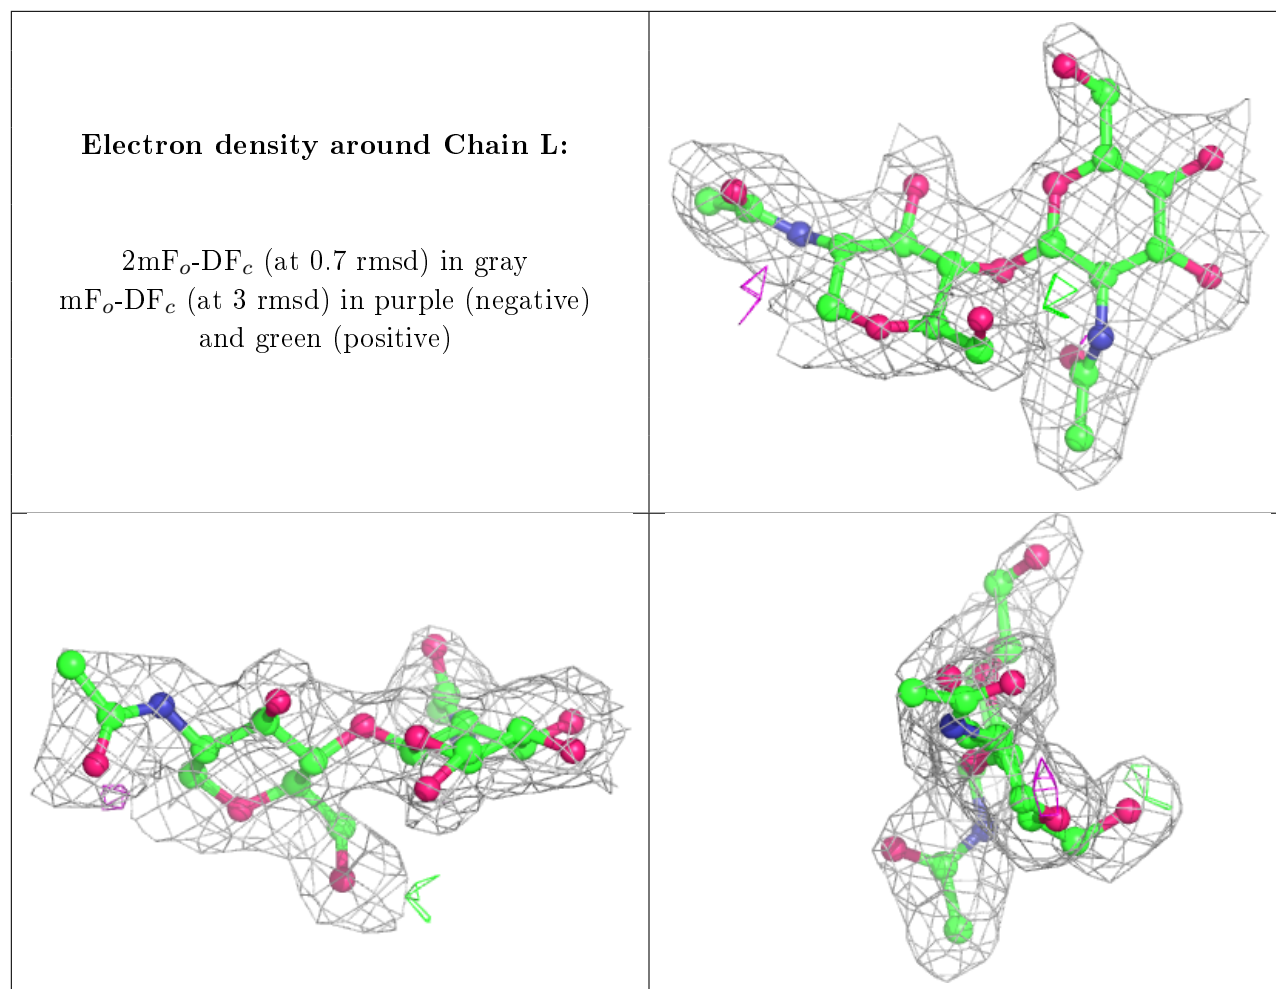 Electron density around Chain L:
2mFo-DFc (at 0.7 rmsd) in gray
mFo-DFc (at 3 rmsd) in purple (negative)
and green (positive)